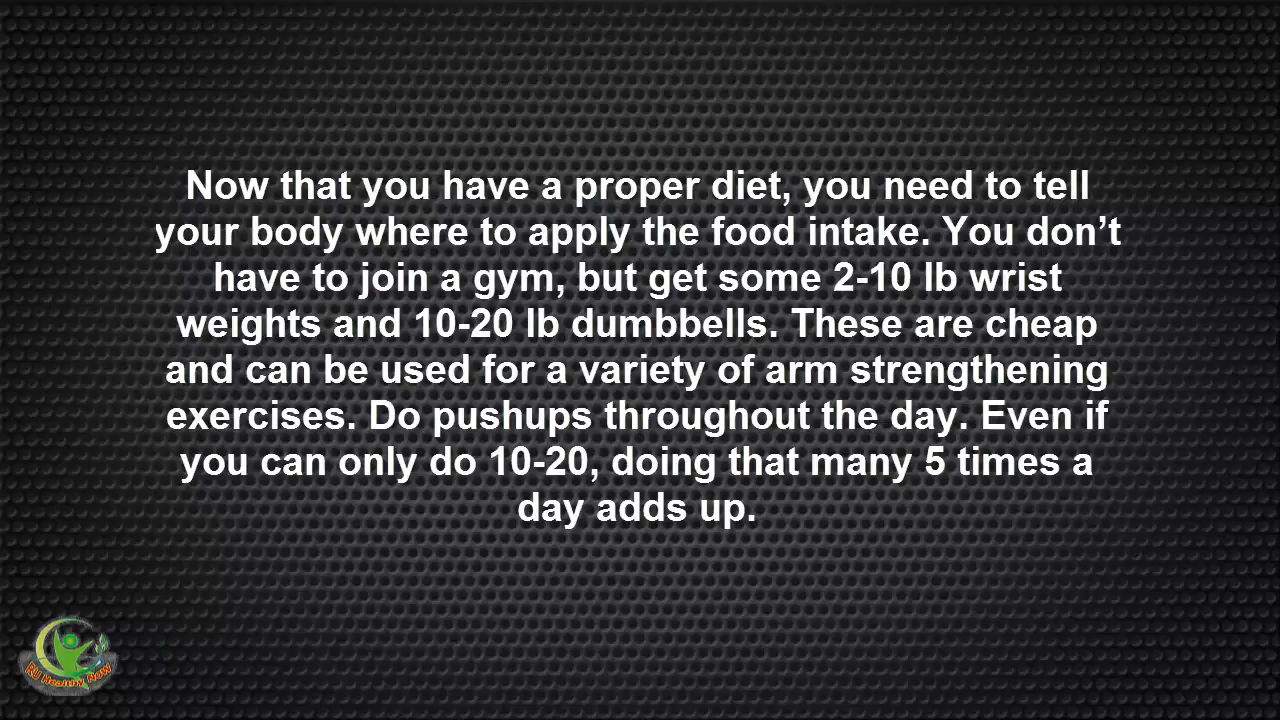 Now that you have a proper diet, you need to tell
your body where to apply the food intake. You don’t
have to join a gym, but get some 2-10 lb wrist
weights and 10-20 lb dumbbells. These are cheap
and can be used for a variety of arm strengthening
exercises. Do pushups throughout the day. Even if
you can only do 10-20, doing that many 5 times a
day adds up.
RU Healthy Now